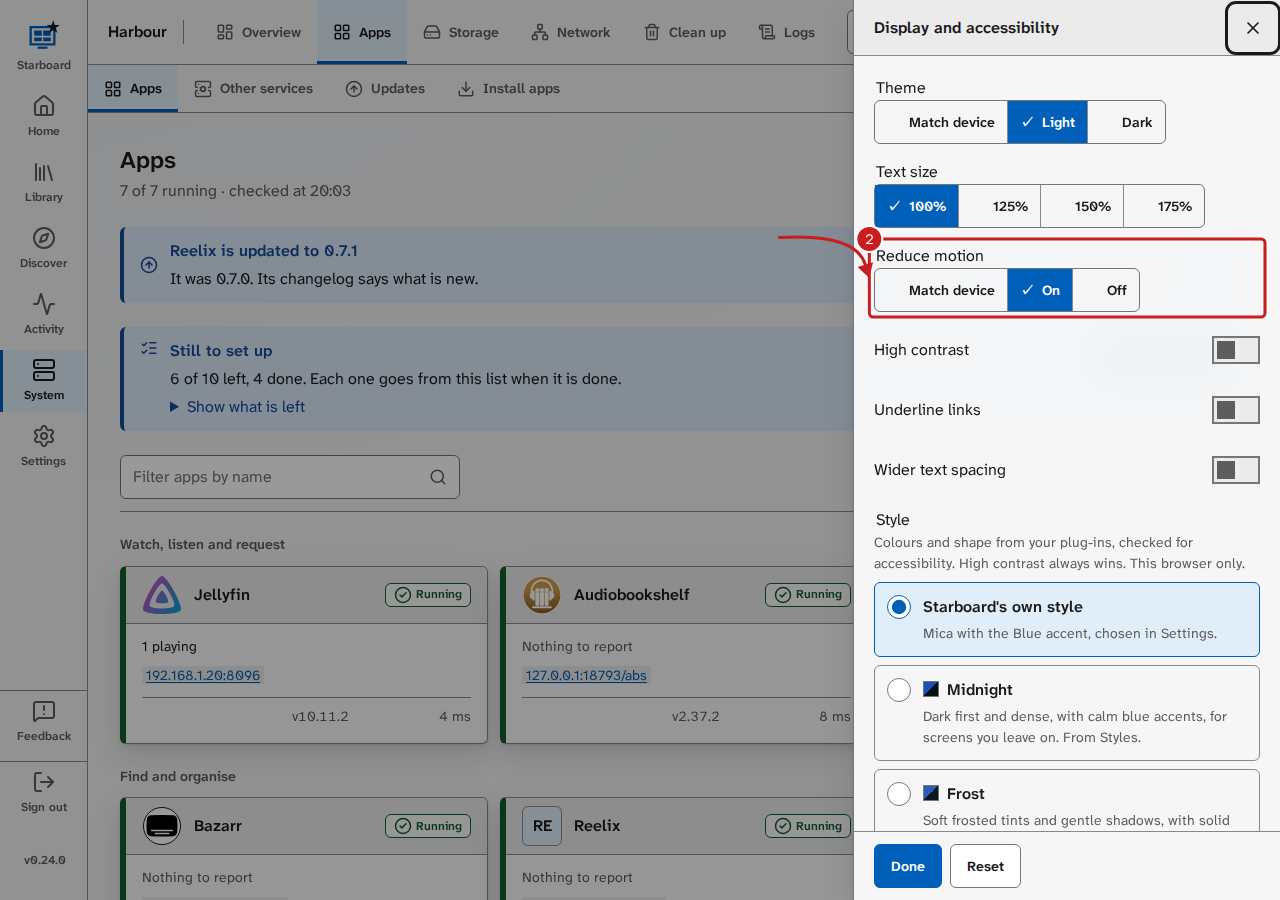 Starboard
Home
Library
Discover
Activity
System
Settings
Feedback
Sign out
v0.24.0
Harbour
Overview
Apps
Storage
Network
Clean up
Logs
Apps
Other services
Updates
Install apps
Apps
7 of 7 running · checked at 20:03
Reelix is updated to 0.7.1
It was 0.7.0. Its changelog says what is new.
Still to set up
6 of 10 left, 4 done. Each one goes from this list when it is done.
Show what is left
Filter apps by name
Watch, listen and request
Jellyfin
Running
1 playing
192.168.1.20:8096
v10.11.2
4 ms
Audiobookshelf
Running
Nothing to report
127.0.0.1:18793/abs
v2.37.2
8 ms
Find and organise
Bazarr
Running
Nothing to report
RE
Reelix
Running
Nothing to report
Display and accessibility
Theme
Match device
✓ Light
Dark
Text size
✓ 100%
125%
150%
175%
2
Reduce motion
Match device
✓ On
Off
High contrast
Underline links
Wider text spacing
Style
Colours and shape from your plug-ins, checked for
accessibility. High contrast always wins. This browser only.
Starboard's own style
Mica with the Blue accent, chosen in Settings.
Midnight
Dark first and dense, with calm blue accents, for
screens you leave on. From Styles.
Frost
Soft frosted tints and gentle shadows, with solid
Done
Reset